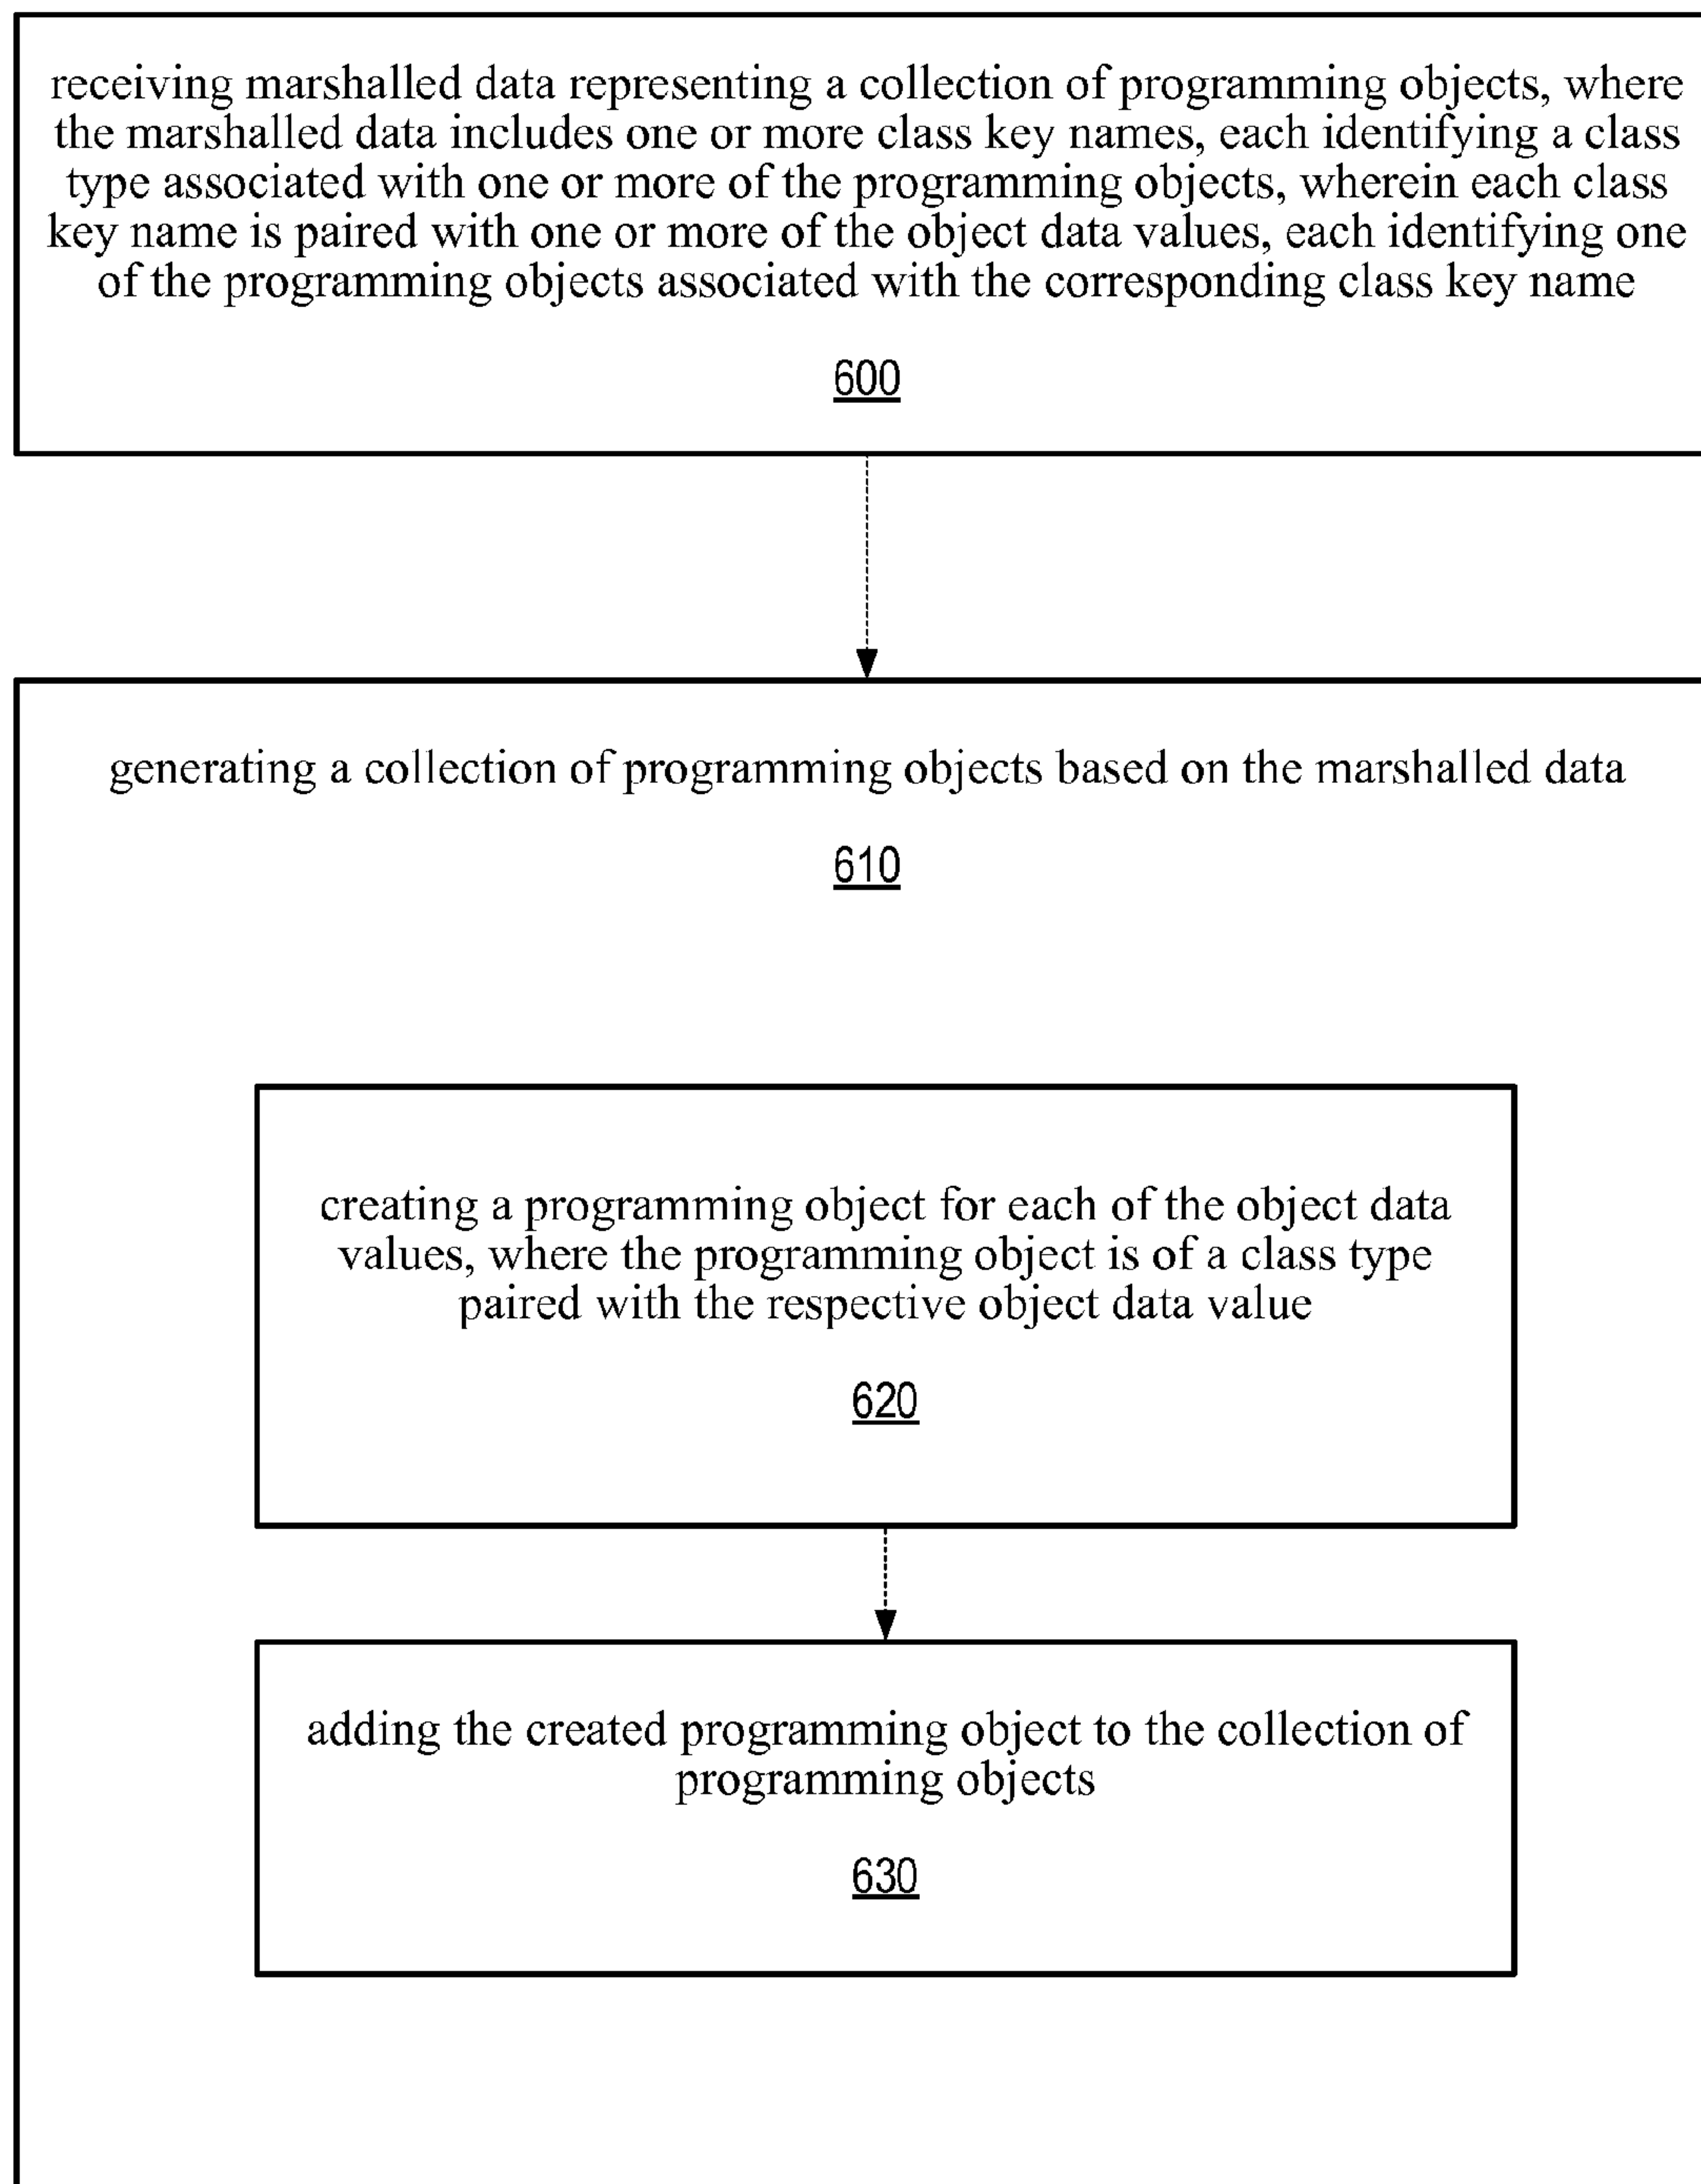 receiving marshalled data representing a collection of programming objects, where
the marshalled data includes one or more class key names, each identifying a class
type associated with one or more of the programming objects, wherein each class
key name is paired with one or more of the object data values, each identifying one
of the programming objects associated with the corresponding class key name
600
generating a collection of programming objects based on the marshalled data
610
creating a programming object for each of the object data
values, where the programming object is of a class type
paired with the respective object data value
620
adding the created programming object to the collection of
programming objects
630